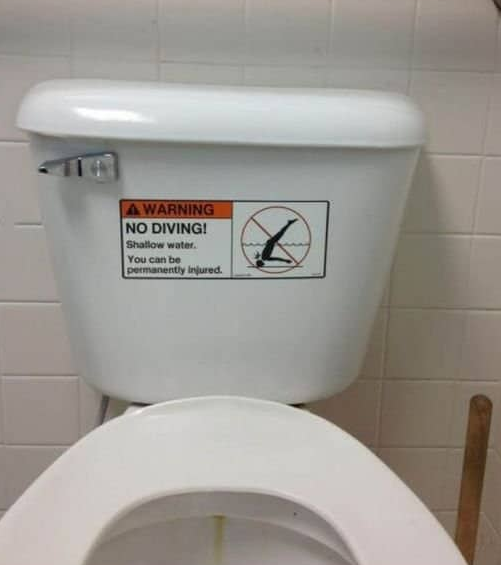 WARNING
NO DIVING!
Shallow water.
You can be
permanently injured.